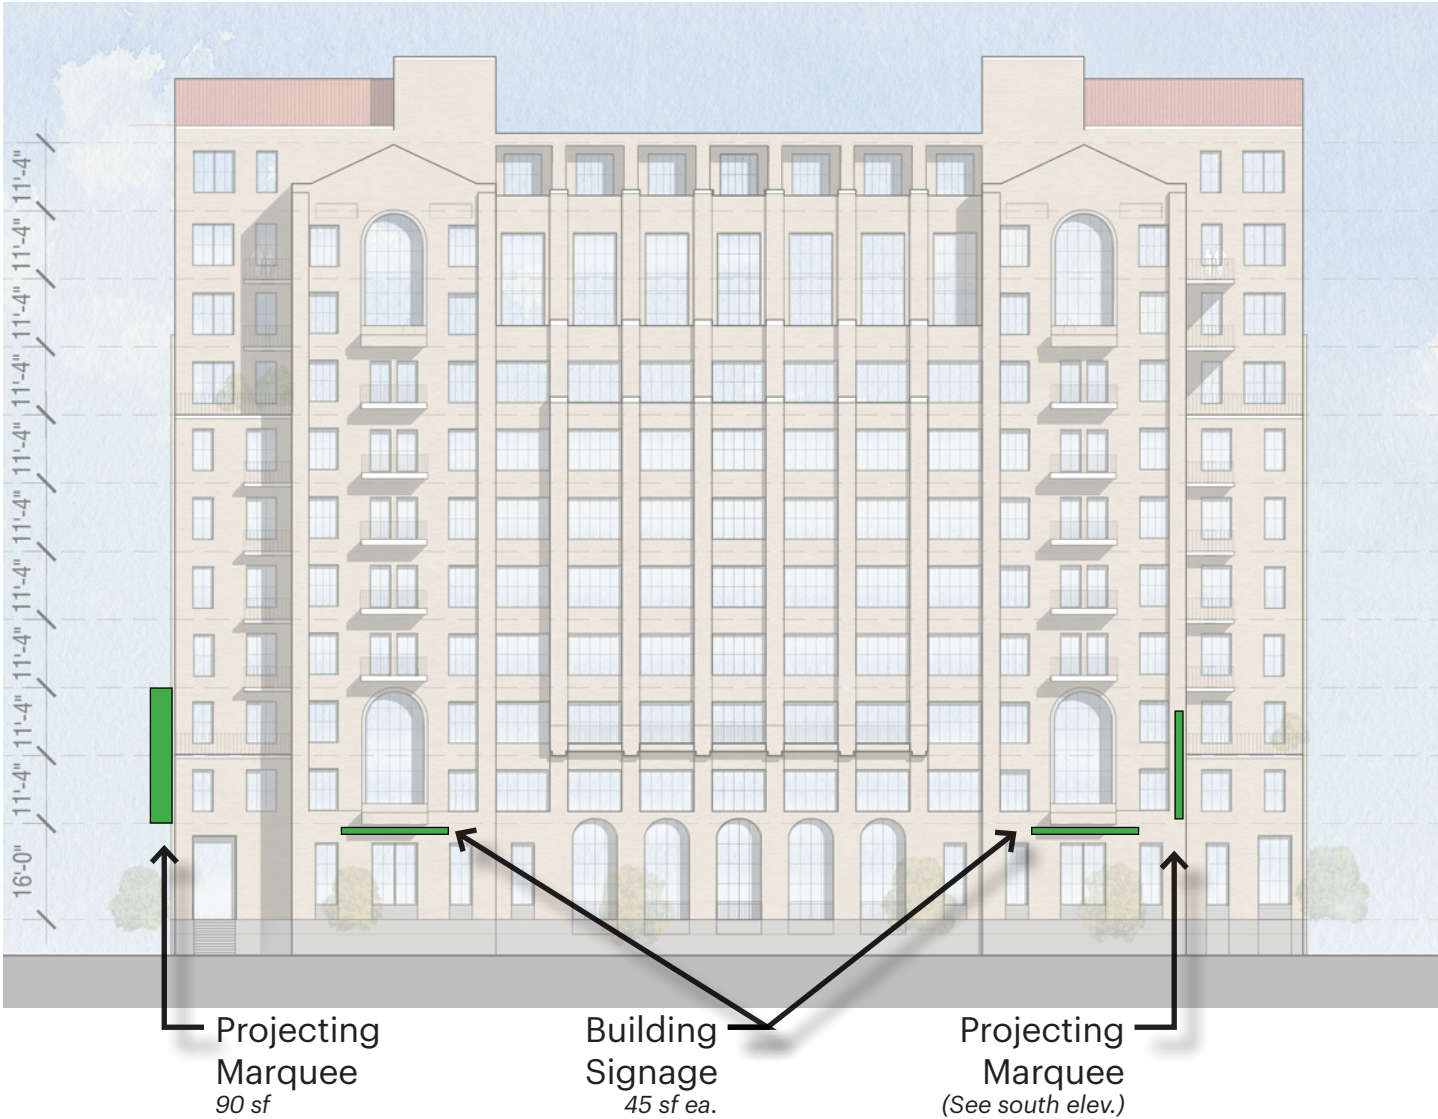 11'-4"
11'-4"
11'-4"
11'-4"
11'-4"
11'-4"
11'-4"
11'-4"
11'-4"
11'-4"
16'-0"
Projecting
Marquee
90 sf
Building
Signage
45 sf ea.
Projecting
Marquee
(See south elev.)